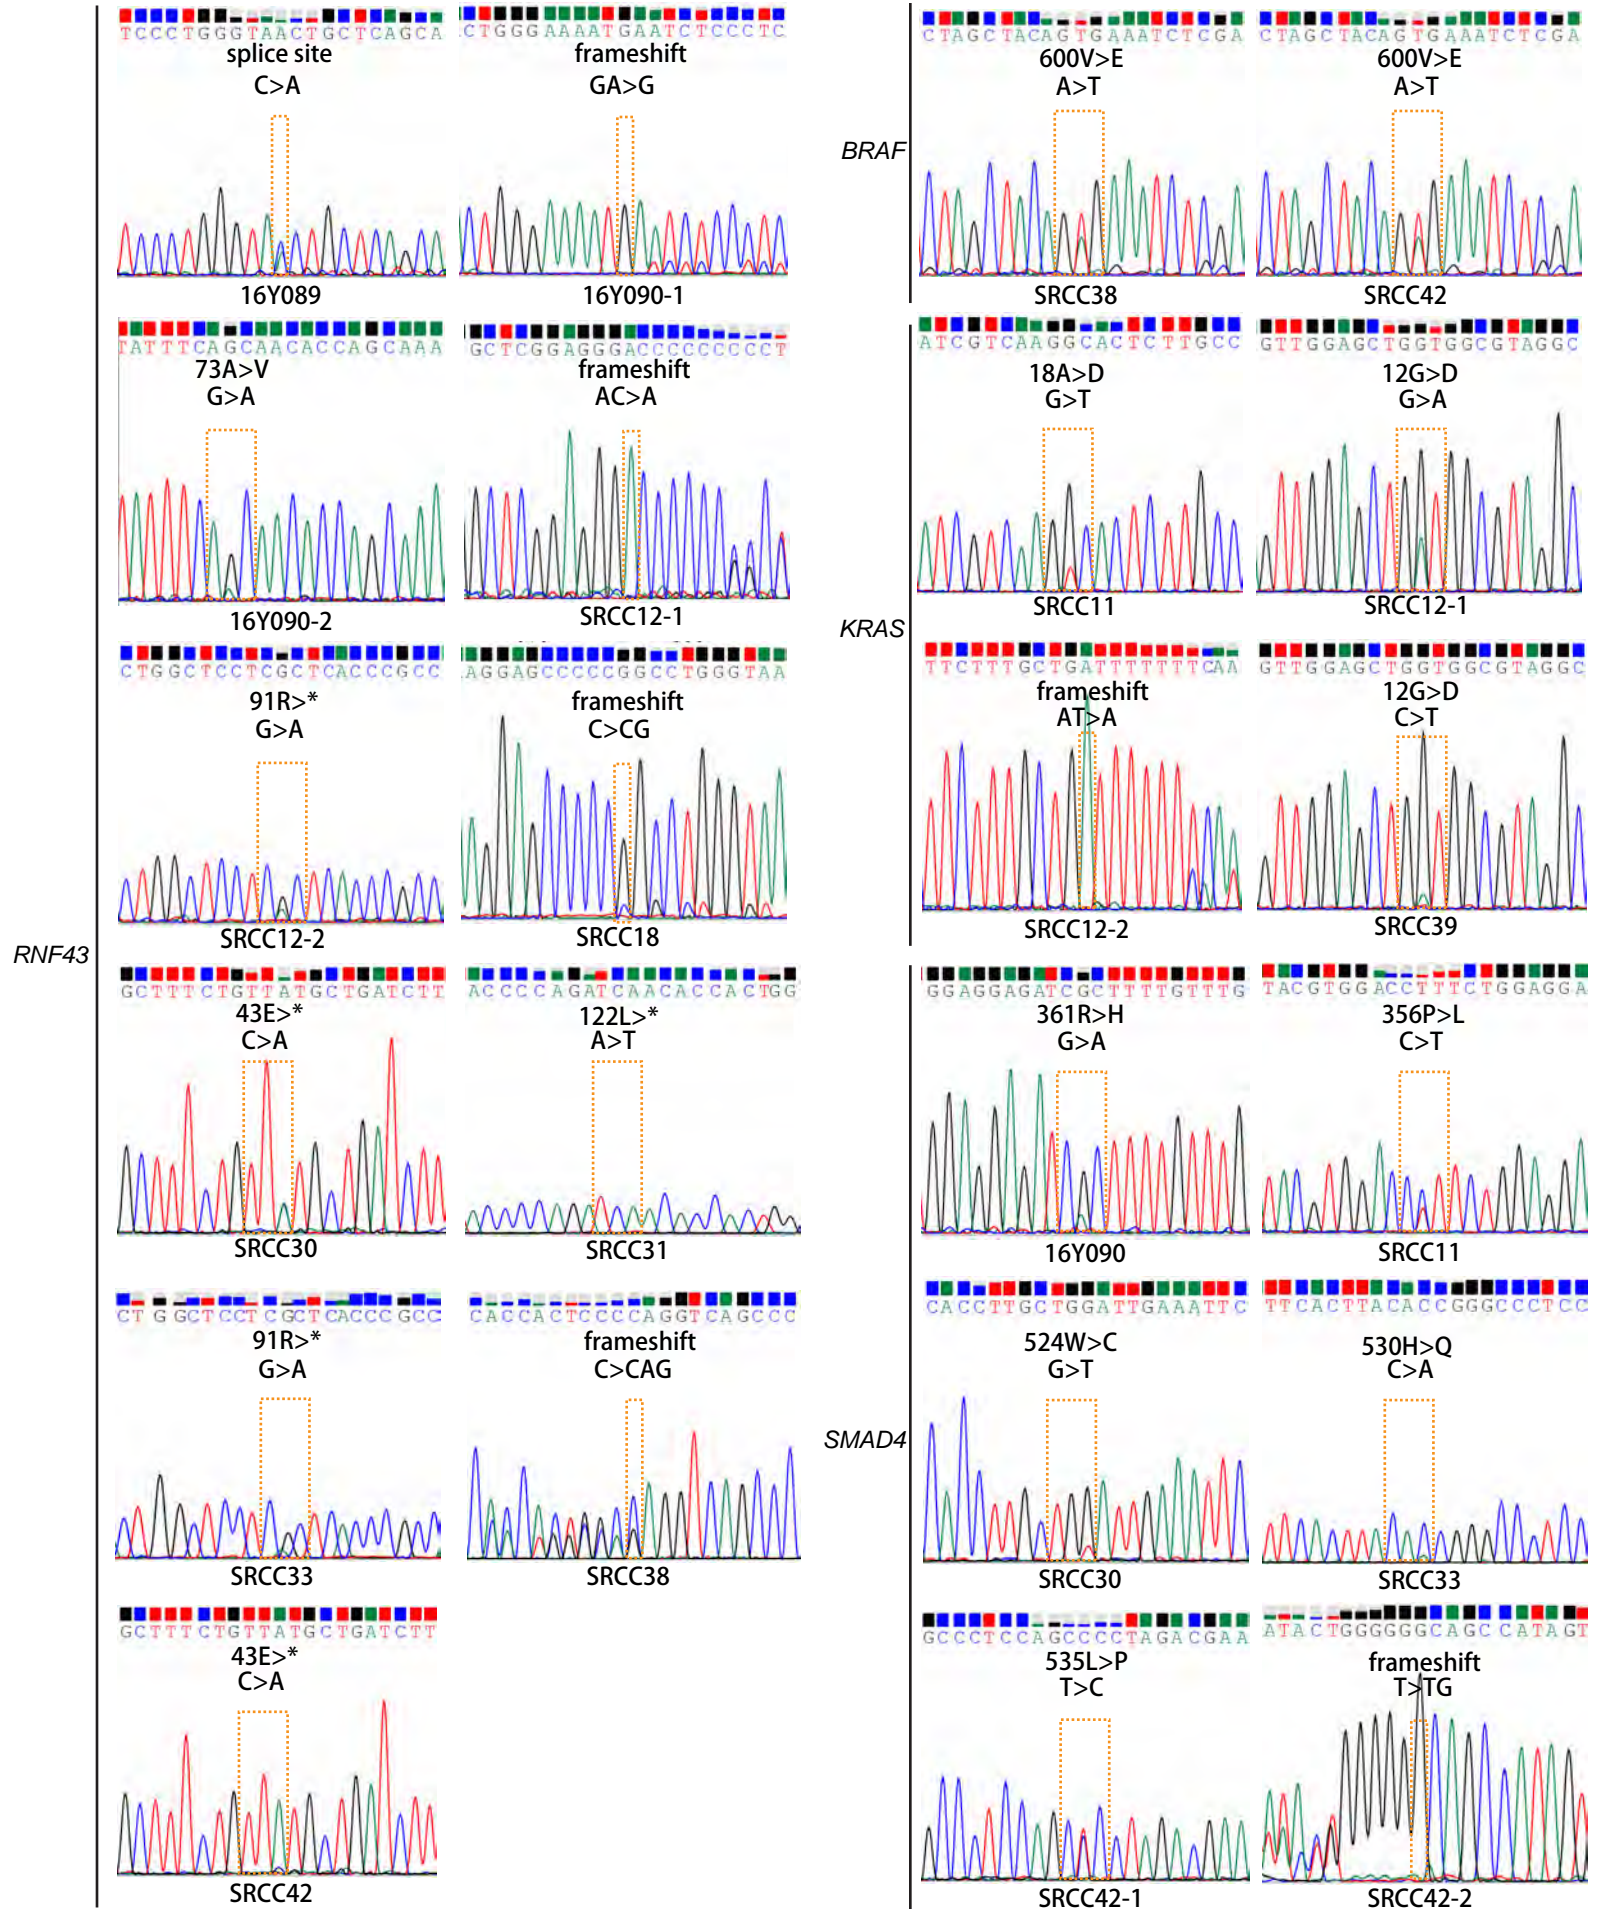 RNF43
TCCCTGGGTAACTGCTCAGCA
splice site
C>A
16Y089
CTGGGAAAATGAATCTCCCTC
frameshift
GA>G
16Y090-1
TATTTCAGCAACACCAGCAAA
73A>V
G>A
16Y090-2
GCTCGGAGGGACCCCCCCCCT
frameshift
AC>A
SRCC12-1
CTGGCTCCTCGCTCACCCGCC
91R>*
G>A
SRCC12-2
AGGAGCCCCCGGCCTGGGTAA
frameshift
C>CG
SRCC18
GCTTTCTGTTATGCTGATCTT
43E>*
C>A
SRCC30
ACCCCAGATCAACACCACTGG
122L>*
A>T
SRCC31
CTGGCTCCTCGCTCACCCGCC
91R>*
G>A
SRCC33
CACCACTCCCCAGGTCAGCCC
frameshift
C>CAG
SRCC38
GCTTTCTGTTATGCTGATCTT
43E>*
C>A
SRCC42
BRAF
CTAGCTACAGTGAAATCTCGA
600V>E
A>T
SRCC38
CTAGCTACAGTGAAATCTCGA
600V>E
A>T
SRCC42
KRAS
ATCGTCAAGGCACTCTTGCC
18A>D
G>T
SRCC11
GTTGGAGCTGGTGGCGTAGGC
12G>D
G>A
SRCC12-1
TTCTTTGCTGATTTTTTTCAA
frameshift
AT>A
SRCC12-2
GTTGGAGCTGGTGGCGTAGGC
12G>D
C>T
SRCC39
SMAD4
GGAGGAGATCGCTTTTGTTTG
361R>H
G>A
16Y090
TACGTGGACCTTTCTGGAGGA
356P>L
C>T
SRCC11
CACCTTGCTGGATTGAAATTC
524W>C
G>T
SRCC30
TTCACTTACACCGGGCCCTCC
530H>Q
C>A
SRCC33
GCCCTCCAGCCCCTAGACGAA
535L>P
T>C
SRCC42-1
ATACTGGGGGGCAGCCATAGT
frameshift
T>TG
SRCC42-2